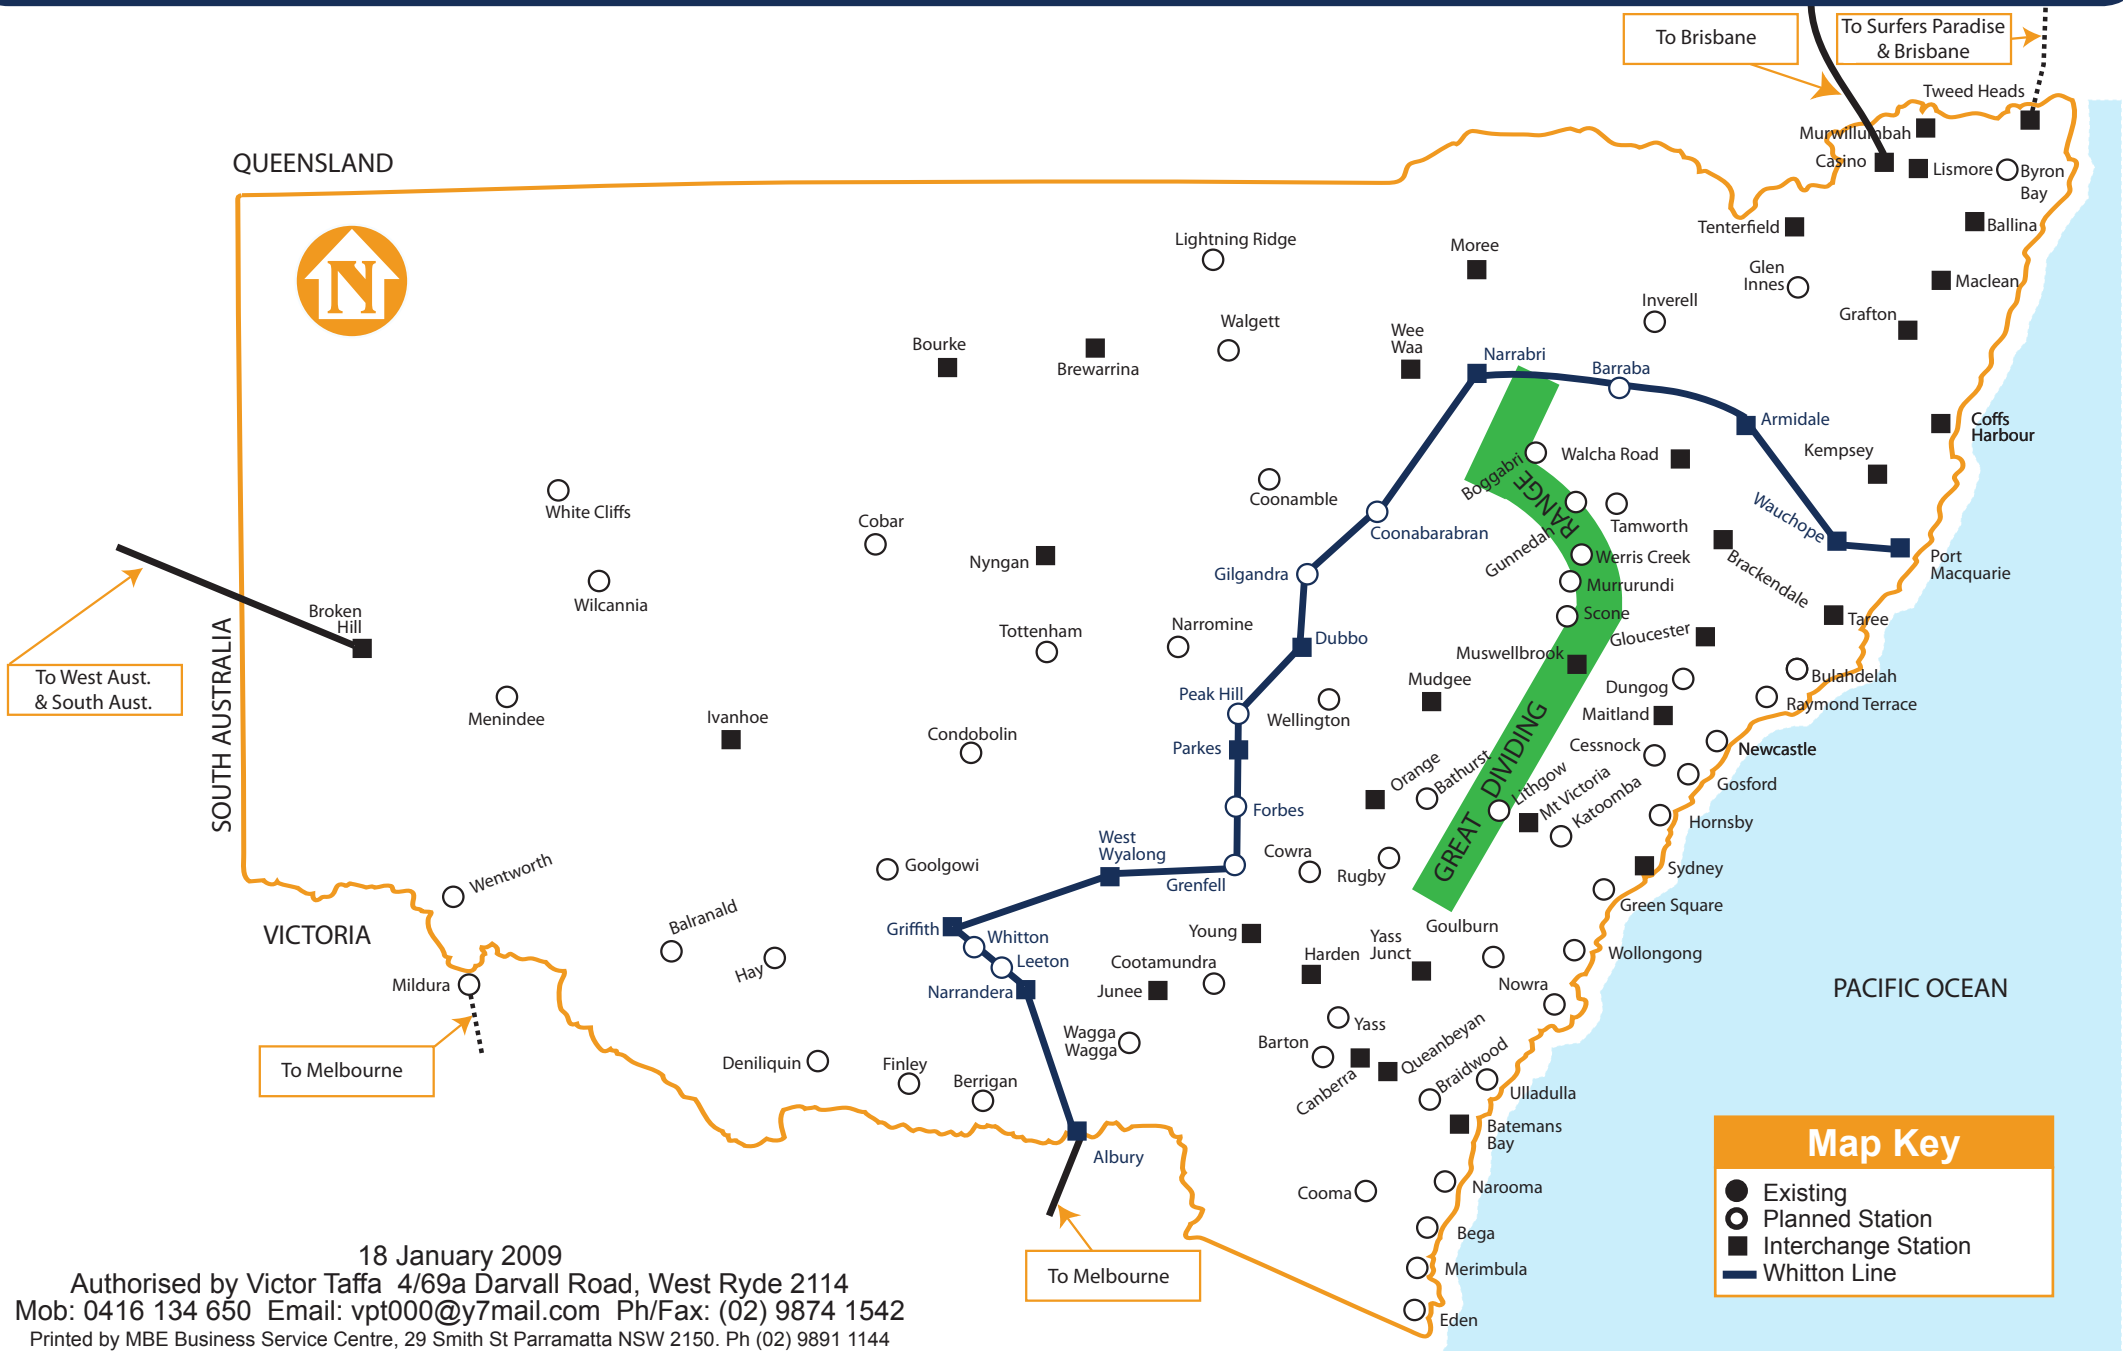 To Brisbane
To Surfers Paradise
& Brisbane
Tweed Heads
Murwillumbah
Casino
Lismore
Byron
Bay
QUEENSLAND
N
Lightning Ridge
Moree
Tenterfield
Ballina
Glen
Innes
Maclean
Inverell
Grafton
Walgett
Wee
Waa
Bourke
Brewarrina
Narrabri
Barraba
Armidale
Coffs
Harbour
Kempsey
Walcha Road
Boggabri
RANGE
White Cliffs
Coonamble
Cobar
Coonabarabran
Gunnedah
Tamworth
Wauchope
Port
Macquarie
Nyngan
Gilgandra
Werris Creek
Murrurundi
Brackendale
Wilcannia
Broken
Hill
Scone
Taree
Tottenham
Narromine
Dubbo
Gloucester
Muswellbrook
SOUTH AUSTRALIA
To West Aust.
& South Aust.
Menindee
Ivanhoe
Peak Hill
Wellington
Mudgee
Dungog
Bulahdelah
Raymond Terrace
Maitland
Condobolin
Parkes
Cessnock
Newcastle
Orange
Bathurst
GREAT DIVIDING
Lithgow
Mt Victoria
Katoomba
Gosford
Forbes
Hornsby
West
Wyalong
Wentworth
Goolgowi
Grenfell
Cowra
Rugby
Sydney
Green Square
VICTORIA
Balranald
Griffith
Whitton
Young
Goulburn
Yass
Junct
Harden
Wollongong
Hay
Leeton
Cootamundra
Mildura
Narrandera
Junee
Nowra
PACIFIC OCEAN
Yass
Wagga
Wagga
Barton
Queanbeyan
Canberra
Braidwood
To Melbourne
Deniliquin
Finley
Berrigan
Ulladulla
Batemans
Bay
Albury
Cooma
Narooma
Bega
To Melbourne
Merimbula
Eden
Map Key
Existing
Planned Station
Interchange Station
Whitton Line
18 January 2009
Authorised by Victor Taffa 4/69a Darvall Road, West Ryde 2114
Mob: 0416 134 650 Email: vpt000@y7mail.com Ph/Fax: (02) 9874 1542
Printed by MBE Business Service Centre, 29 Smith St Parramatta NSW 2150. Ph (02) 9891 1144